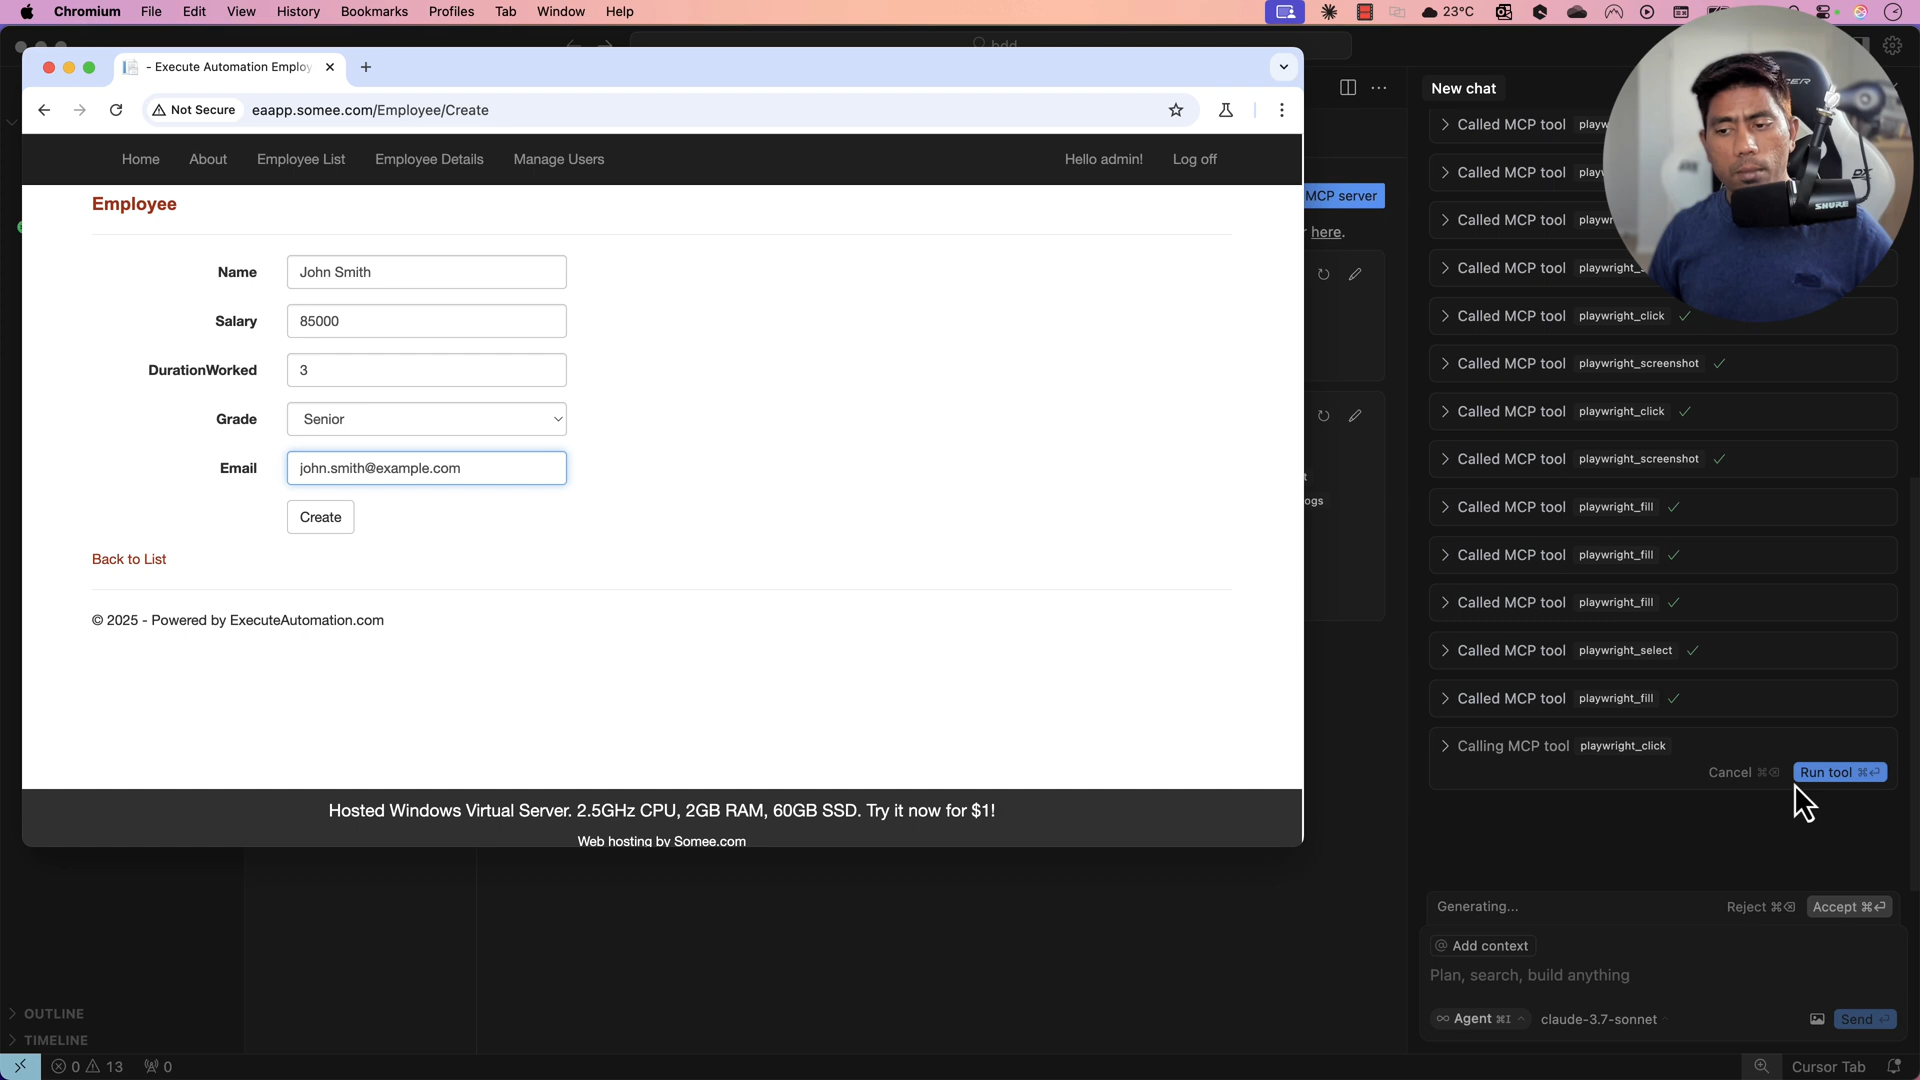 Chromium File Edit View History Bookmarks Profiles Tab Window Help 23°C
bdd
- Execute Automation Employ
Not Secure eaapp.somee.com/Employee/Create
Home About Employee List Employee Details Manage Users Hello admin! Log off
Employee
Name John Smith
Salary 85000
DurationWorked 3
Grade Senior
Email john.smith@example.com
Create
Back to List
© 2025 - Powered by ExecuteAutomation.com
Hosted Windows Virtual Server. 2.5GHz CPU, 2GB RAM, 60GB SSD. Try it now for $1!
Web hosting by Somee.com
MCP server
here.
ogs
New chat
Called MCP tool
Called MCP tool
Called MCP tool
Called MCP tool
Called MCP tool playwright_click
Called MCP tool playwright_screenshot
Called MCP tool playwright_click
Called MCP tool playwright_screenshot
Called MCP tool playwright_fill
Called MCP tool playwright_fill
Called MCP tool playwright_fill
Called MCP tool playwright_select
Called MCP tool playwright_fill
Calling MCP tool playwright_click
Cancel ⌘⌫ Run tool ⌘⏎
Generating... Reject ⌘⌫ Accept ⌘⏎
@ Add context
Plan, search, build anything
∞ Agent ⌘I claude-3.7-sonnet Send ⏎
SHURE
OUTLINE
TIMELINE
0 13 0 Cursor Tab